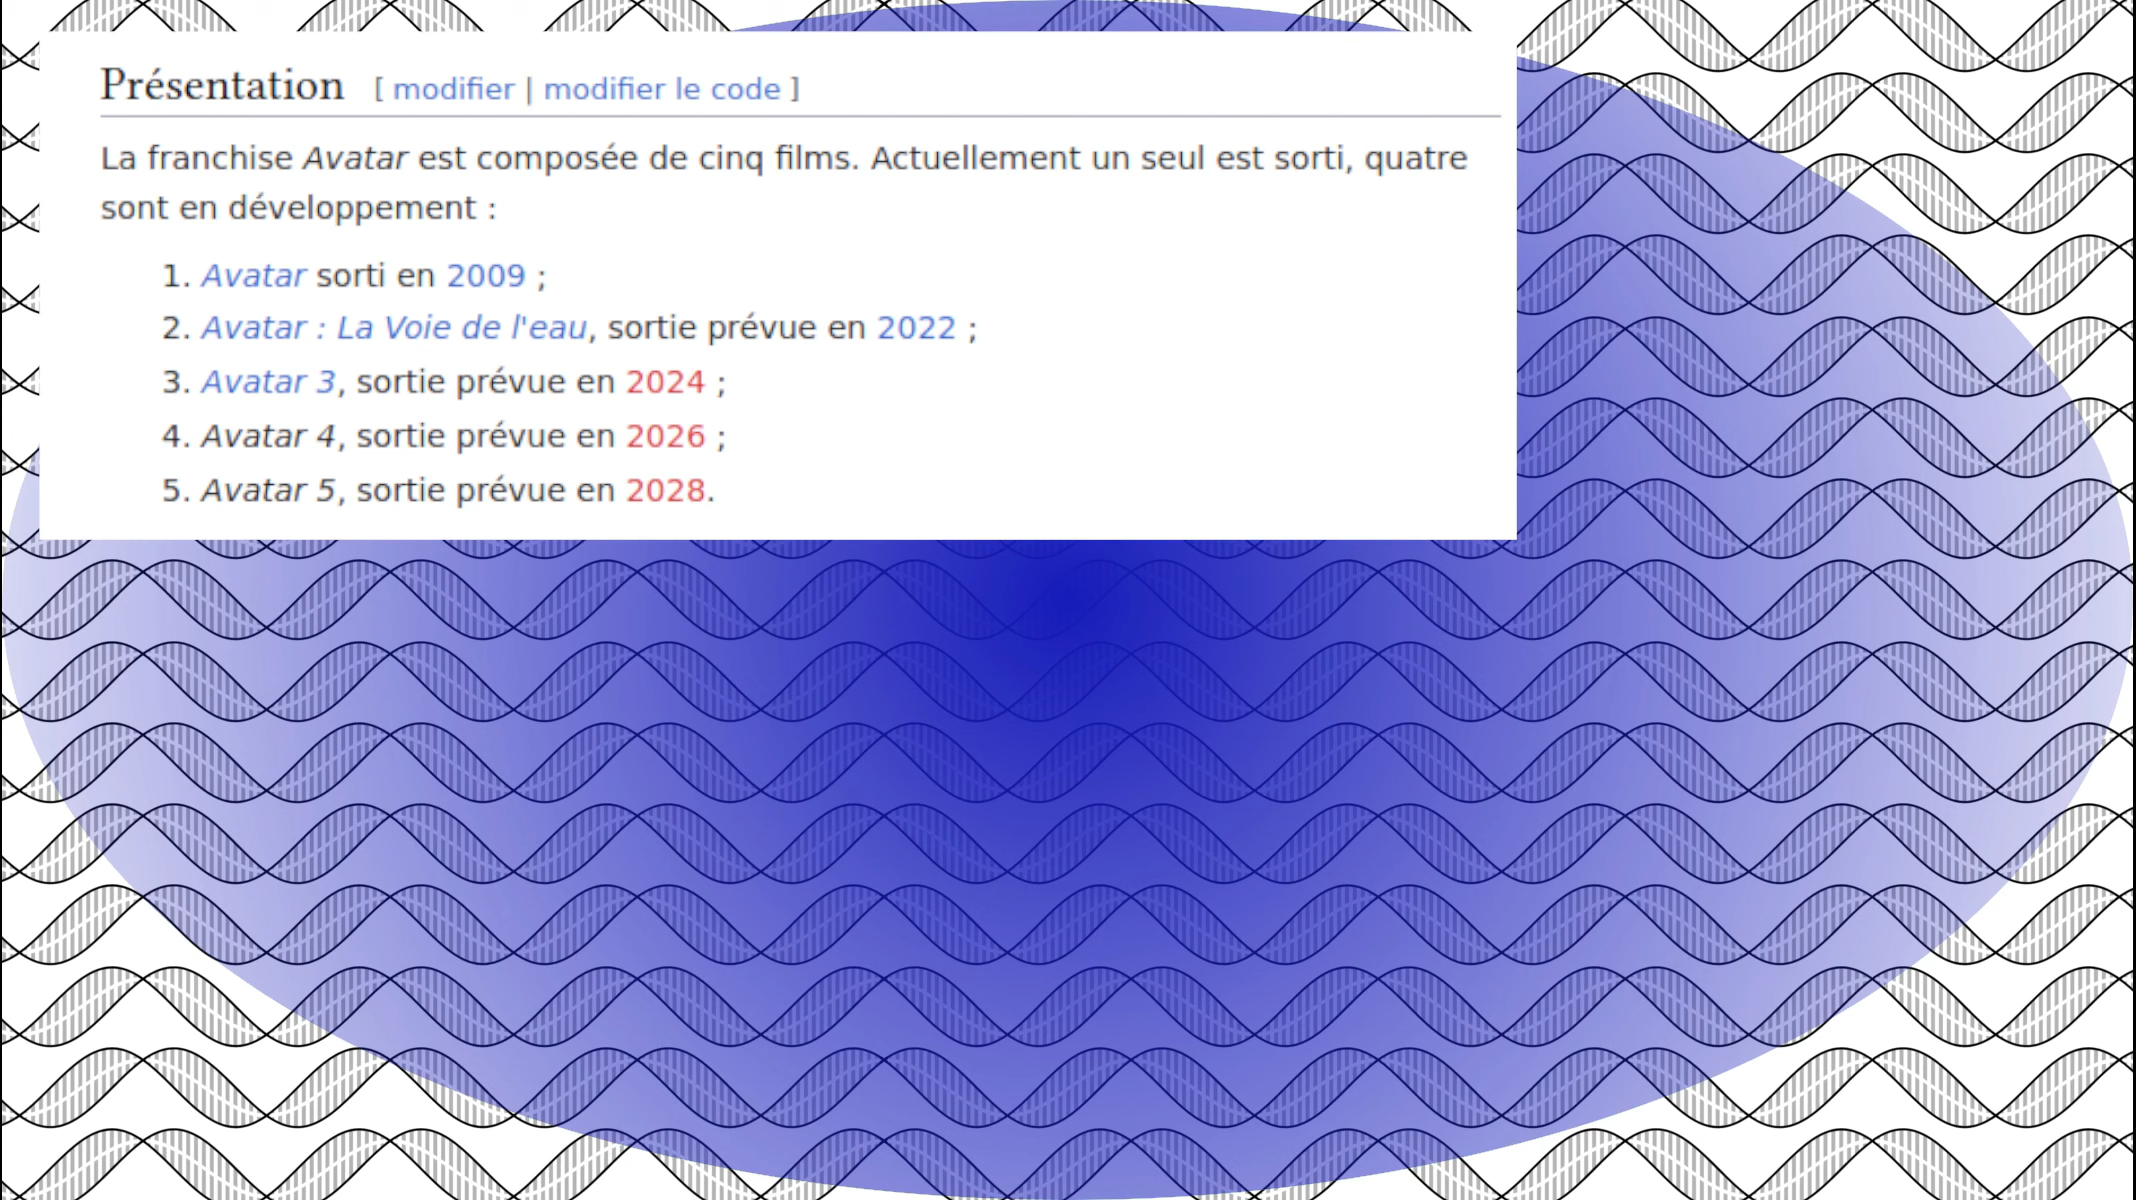 Présentation [ modifier | modifier le code ]
La franchise Avatar est composée de cinq films. Actuellement un seul est sorti, quatre
sont en développement :
1. Avatar sorti en 2009 ;
2. Avatar : La Voie de l'eau, sortie prévue en 2022 ;
3. Avatar 3, sortie prévue en 2024 ;
4. Avatar 4, sortie prévue en 2026 ;
5. Avatar 5, sortie prévue en 2028.